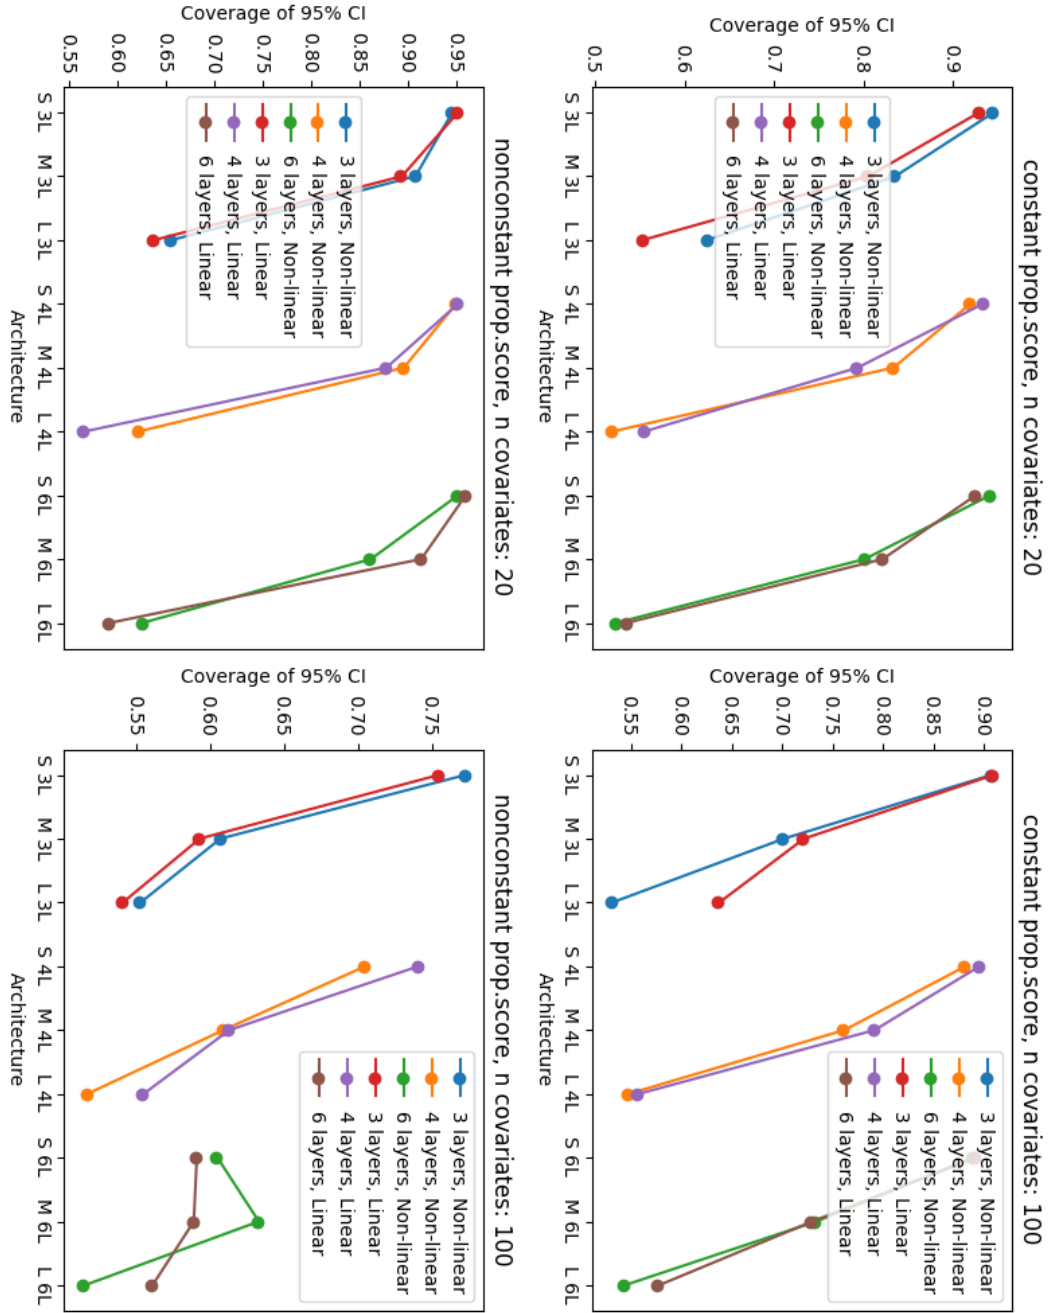 constant prop.score, n covariates: 20
Coverage of 95% CI
0.9
0.8
0.7
0.6
0.5
3 layers, Non-linear
4 layers, Non-linear
6 layers, Non-linear
3 layers, Linear
4 layers, Linear
6 layers, Linear
S 3L M 3L L 3L S 4L M 4L L 4L S 6L M 6L L 6L
Architecture
constant prop.score, n covariates: 100
Coverage of 95% CI
0.90
0.85
0.80
0.75
0.70
0.65
0.60
0.55
3 layers, Non-linear
4 layers, Non-linear
6 layers, Non-linear
3 layers, Linear
4 layers, Linear
6 layers, Linear
S 3L M 3L L 3L S 4L M 4L L 4L S 6L M 6L L 6L
Architecture
nonconstant prop.score, n covariates: 20
Coverage of 95% CI
0.95
0.90
0.85
0.80
0.75
0.70
0.65
0.60
0.55
3 layers, Non-linear
4 layers, Non-linear
6 layers, Non-linear
3 layers, Linear
4 layers, Linear
6 layers, Linear
S 3L M 3L L 3L S 4L M 4L L 4L S 6L M 6L L 6L
Architecture
nonconstant prop.score, n covariates: 100
Coverage of 95% CI
0.75
0.70
0.65
0.60
0.55
3 layers, Non-linear
4 layers, Non-linear
6 layers, Non-linear
3 layers, Linear
4 layers, Linear
6 layers, Linear
S 3L M 3L L 3L S 4L M 4L L 4L S 6L M 6L L 6L
Architecture